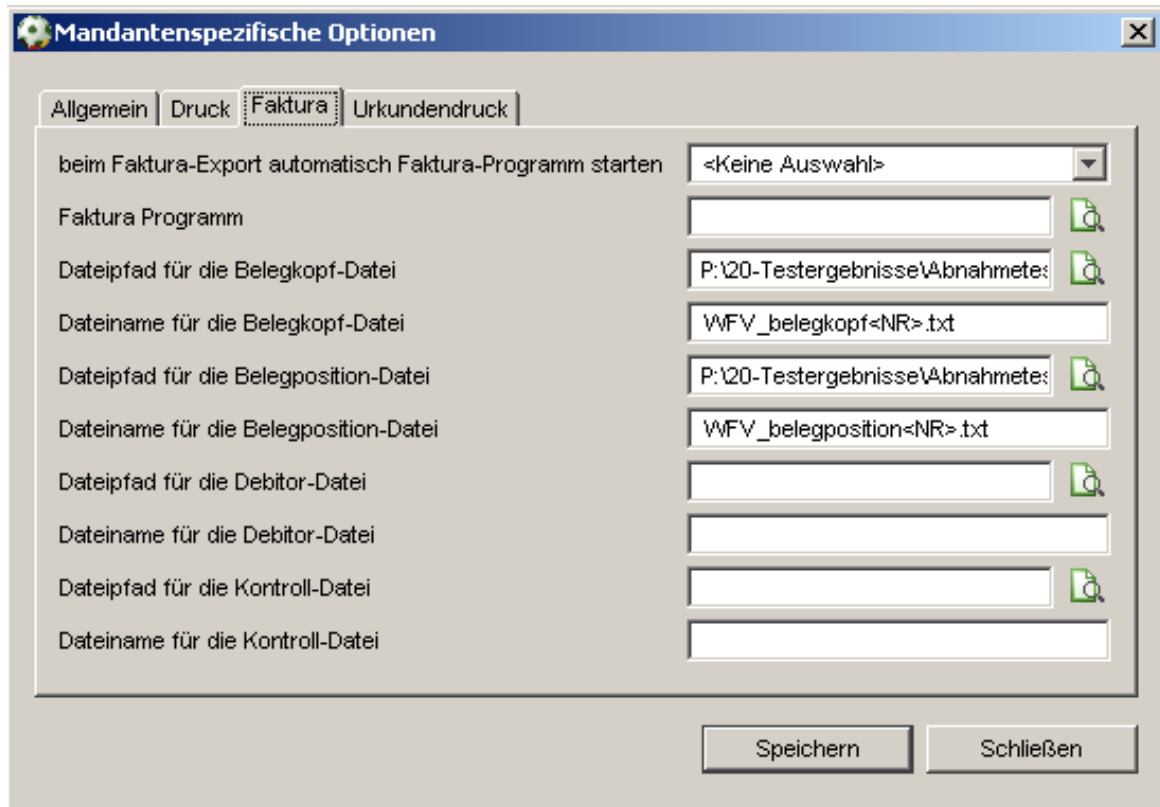 Mandantenspezifische Optionen
Allgemein Druck Faktura Urkundendruck
beim Faktura-Export automatisch Faktura-Programm starten <Keine Auswahl>
Faktura Programm
Dateipfad für die Belegkopf-Datei P:\20-Testergebnisse\Abnahmetes
Dateiname für die Belegkopf-Datei WFV_belegkopf<NR>.txt
Dateipfad für die Belegposition-Datei P:\20-Testergebnisse\Abnahmetes
Dateiname für die Belegposition-Datei WFV_belegposition<NR>.txt
Dateipfad für die Debitor-Datei
Dateiname für die Debitor-Datei
Dateipfad für die Kontroll-Datei
Dateiname für die Kontroll-Datei
Speichern Schließen